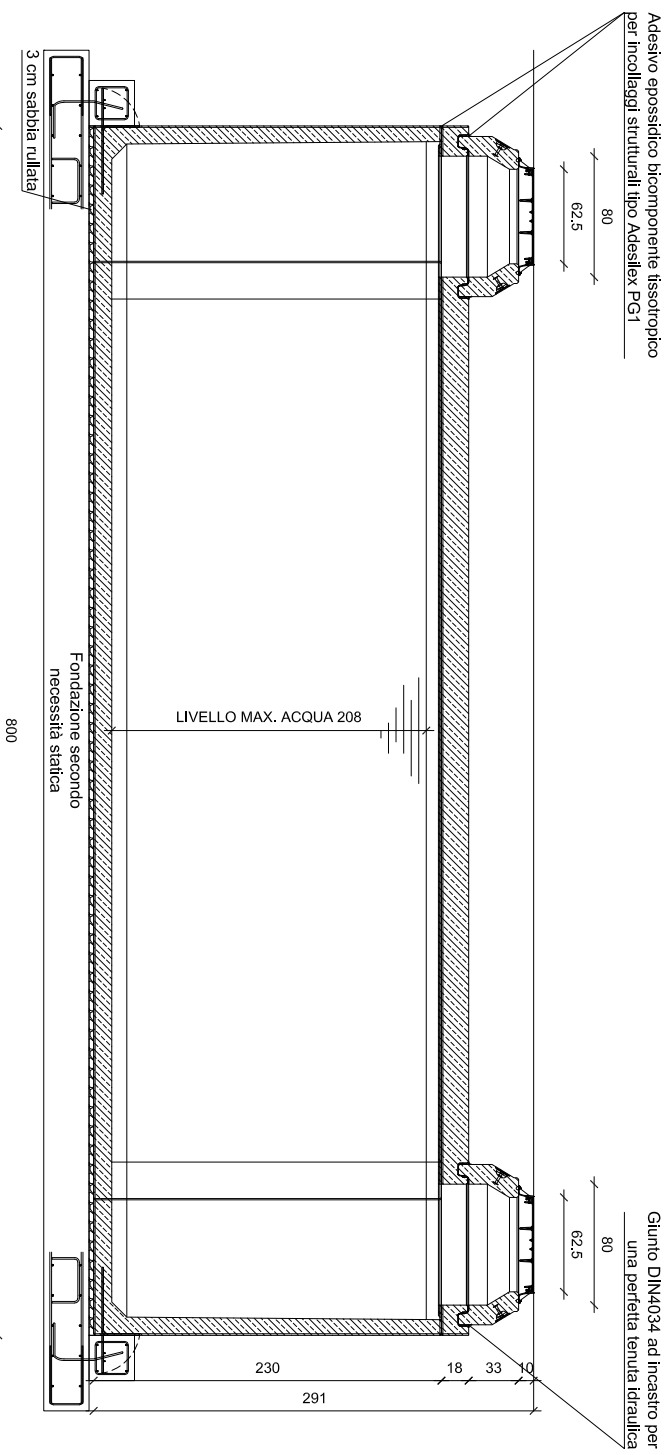 Adesivo epossidico bicomponente tissotropico
per incollaggi strutturali tipo Adesilex PG1
Giunto DIN4034 ad incastro per
una perfetta tenuta idraulica
80
62.5
80
62.5
10
33
18
230
291
LIVELLO MAX. ACQUA 208
3 cm sabbia rullata
Fondazione secondo
necessità statica
800